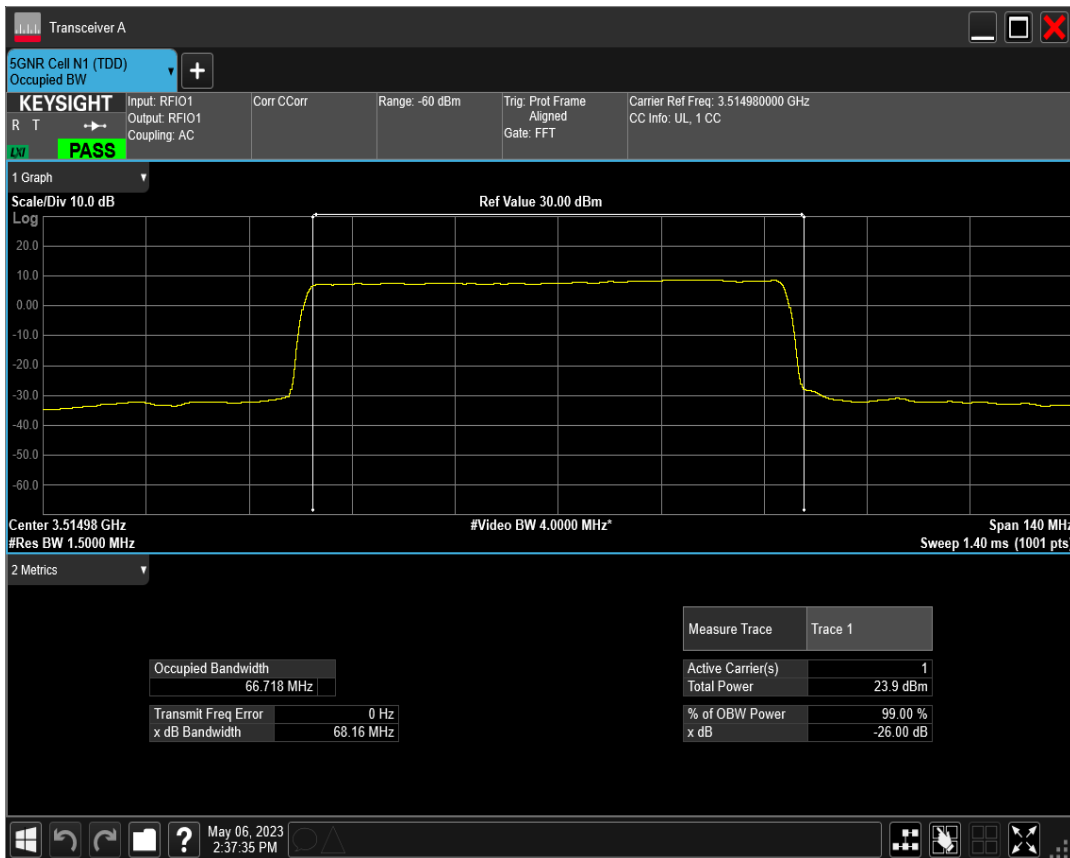 Transceiver A
5GNR Cell N1 (TDD)
Occupied BW
KEYSIGHT
R T
LXI
PASS
Input: RFIO1
Output: RFIO1
Coupling: AC
Corr CCorr
Range: -60 dBm
Trig: Prot Frame
Aligned
Gate: FFT
Carrier Ref Freq: 3.514980000 GHz
CC Info: UL, 1 CC
1 Graph
Scale/Div 10.0 dB
Ref Value 30.00 dBm
Log
20.0
10.0
0.00
-10.0
-20.0
-30.0
-40.0
-50.0
-60.0
Center 3.51498 GHz
#Video BW 4.0000 MHz*
Span 140 MHz
#Res BW 1.5000 MHz
Sweep 1.40 ms (1001 pts)
2 Metrics
Measure Trace Trace 1
Occupied Bandwidth
66.718 MHz
Active Carrier(s) 1
Total Power 23.9 dBm
Transmit Freq Error 0 Hz
x dB Bandwidth 68.16 MHz
% of OBW Power 99.00 %
x dB -26.00 dB
?
May 06, 2023
2:37:35 PM